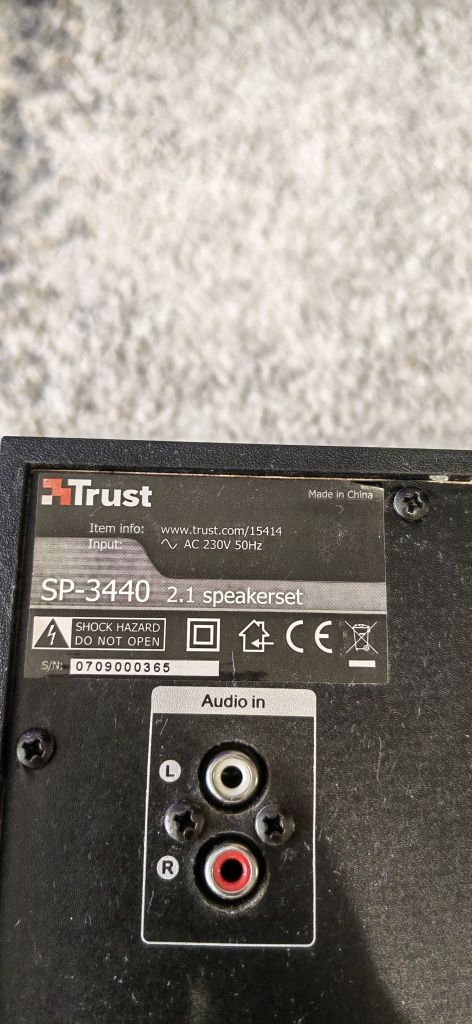 Trust
Made in China
Item info: www.trust.com/15414
Input: AC 230V 50Hz
SP-3440 2.1 speakerset
SHOCK HAZARD
DO NOT OPEN
CE
S/N: 0709000365
Audio in
L
R